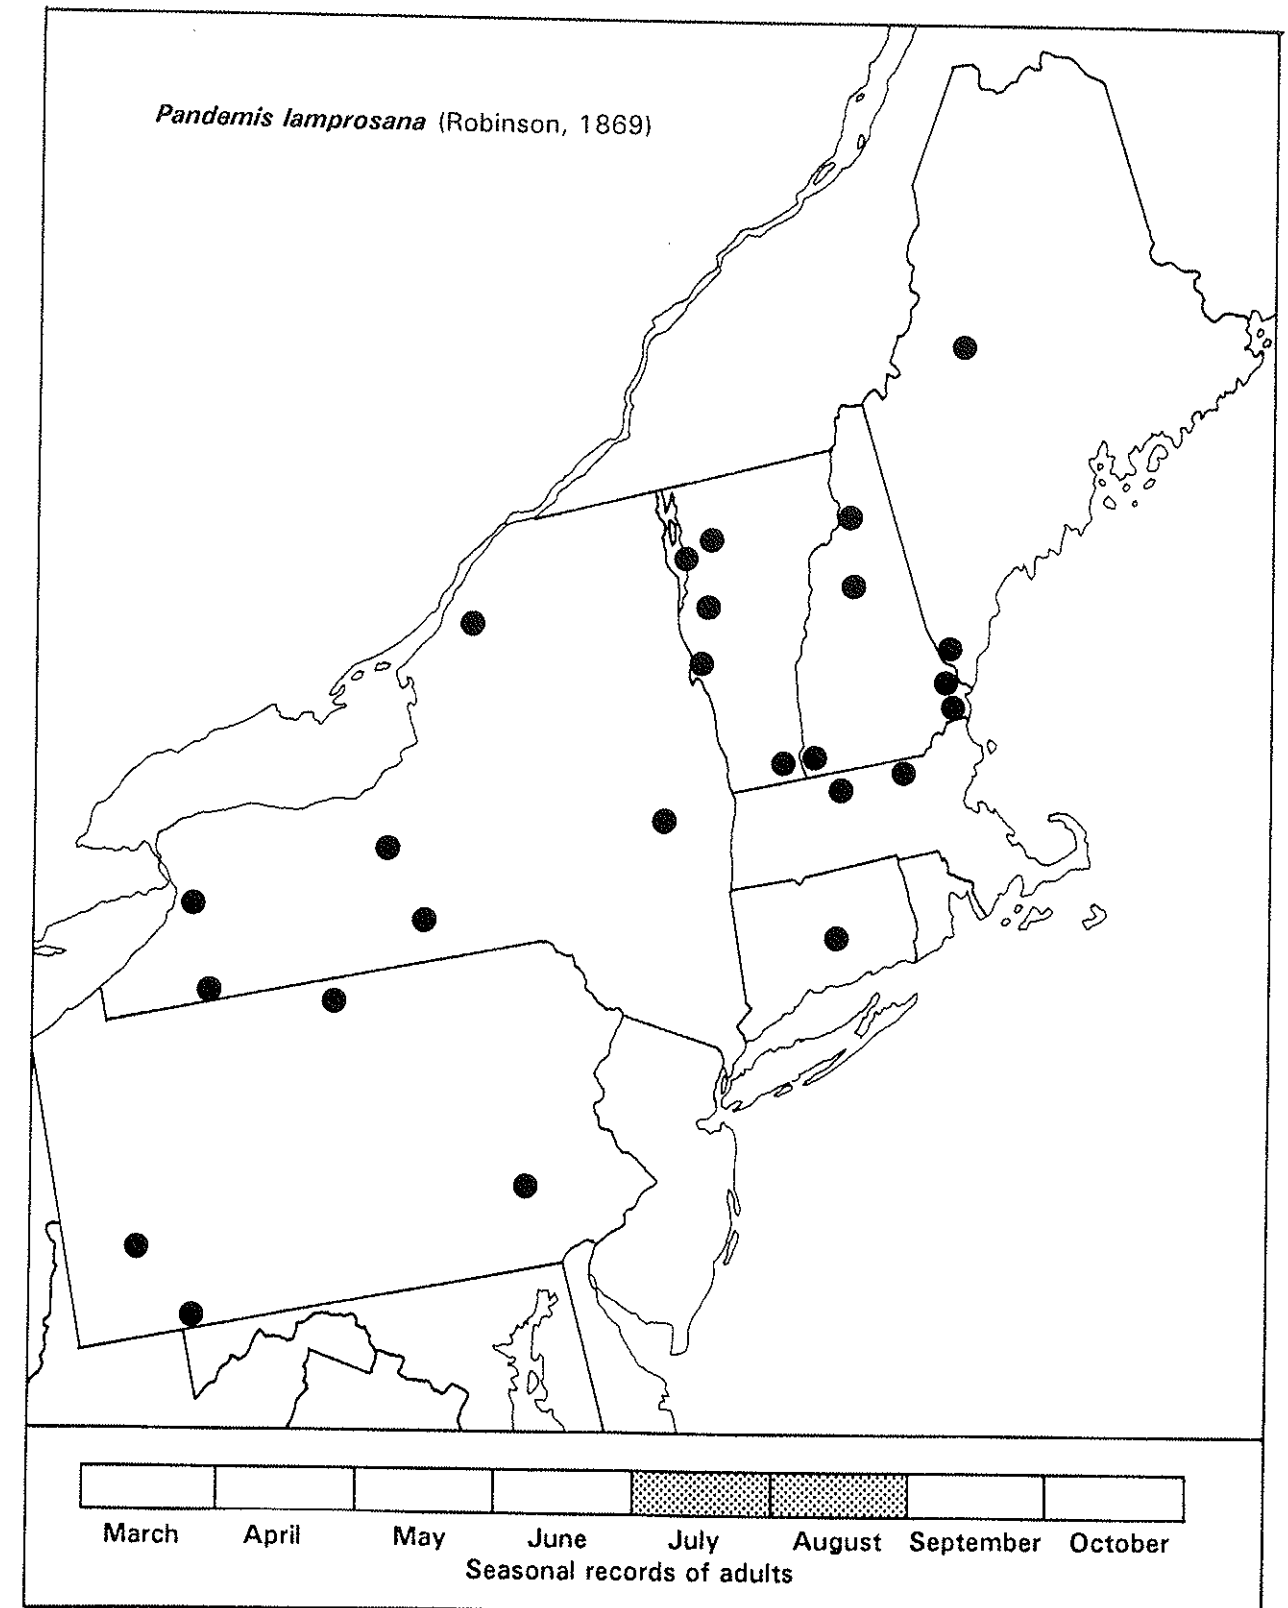 Pandemis lamprosana (Robinson, 1869)
March April May June July August September October
Seasonal records of adults